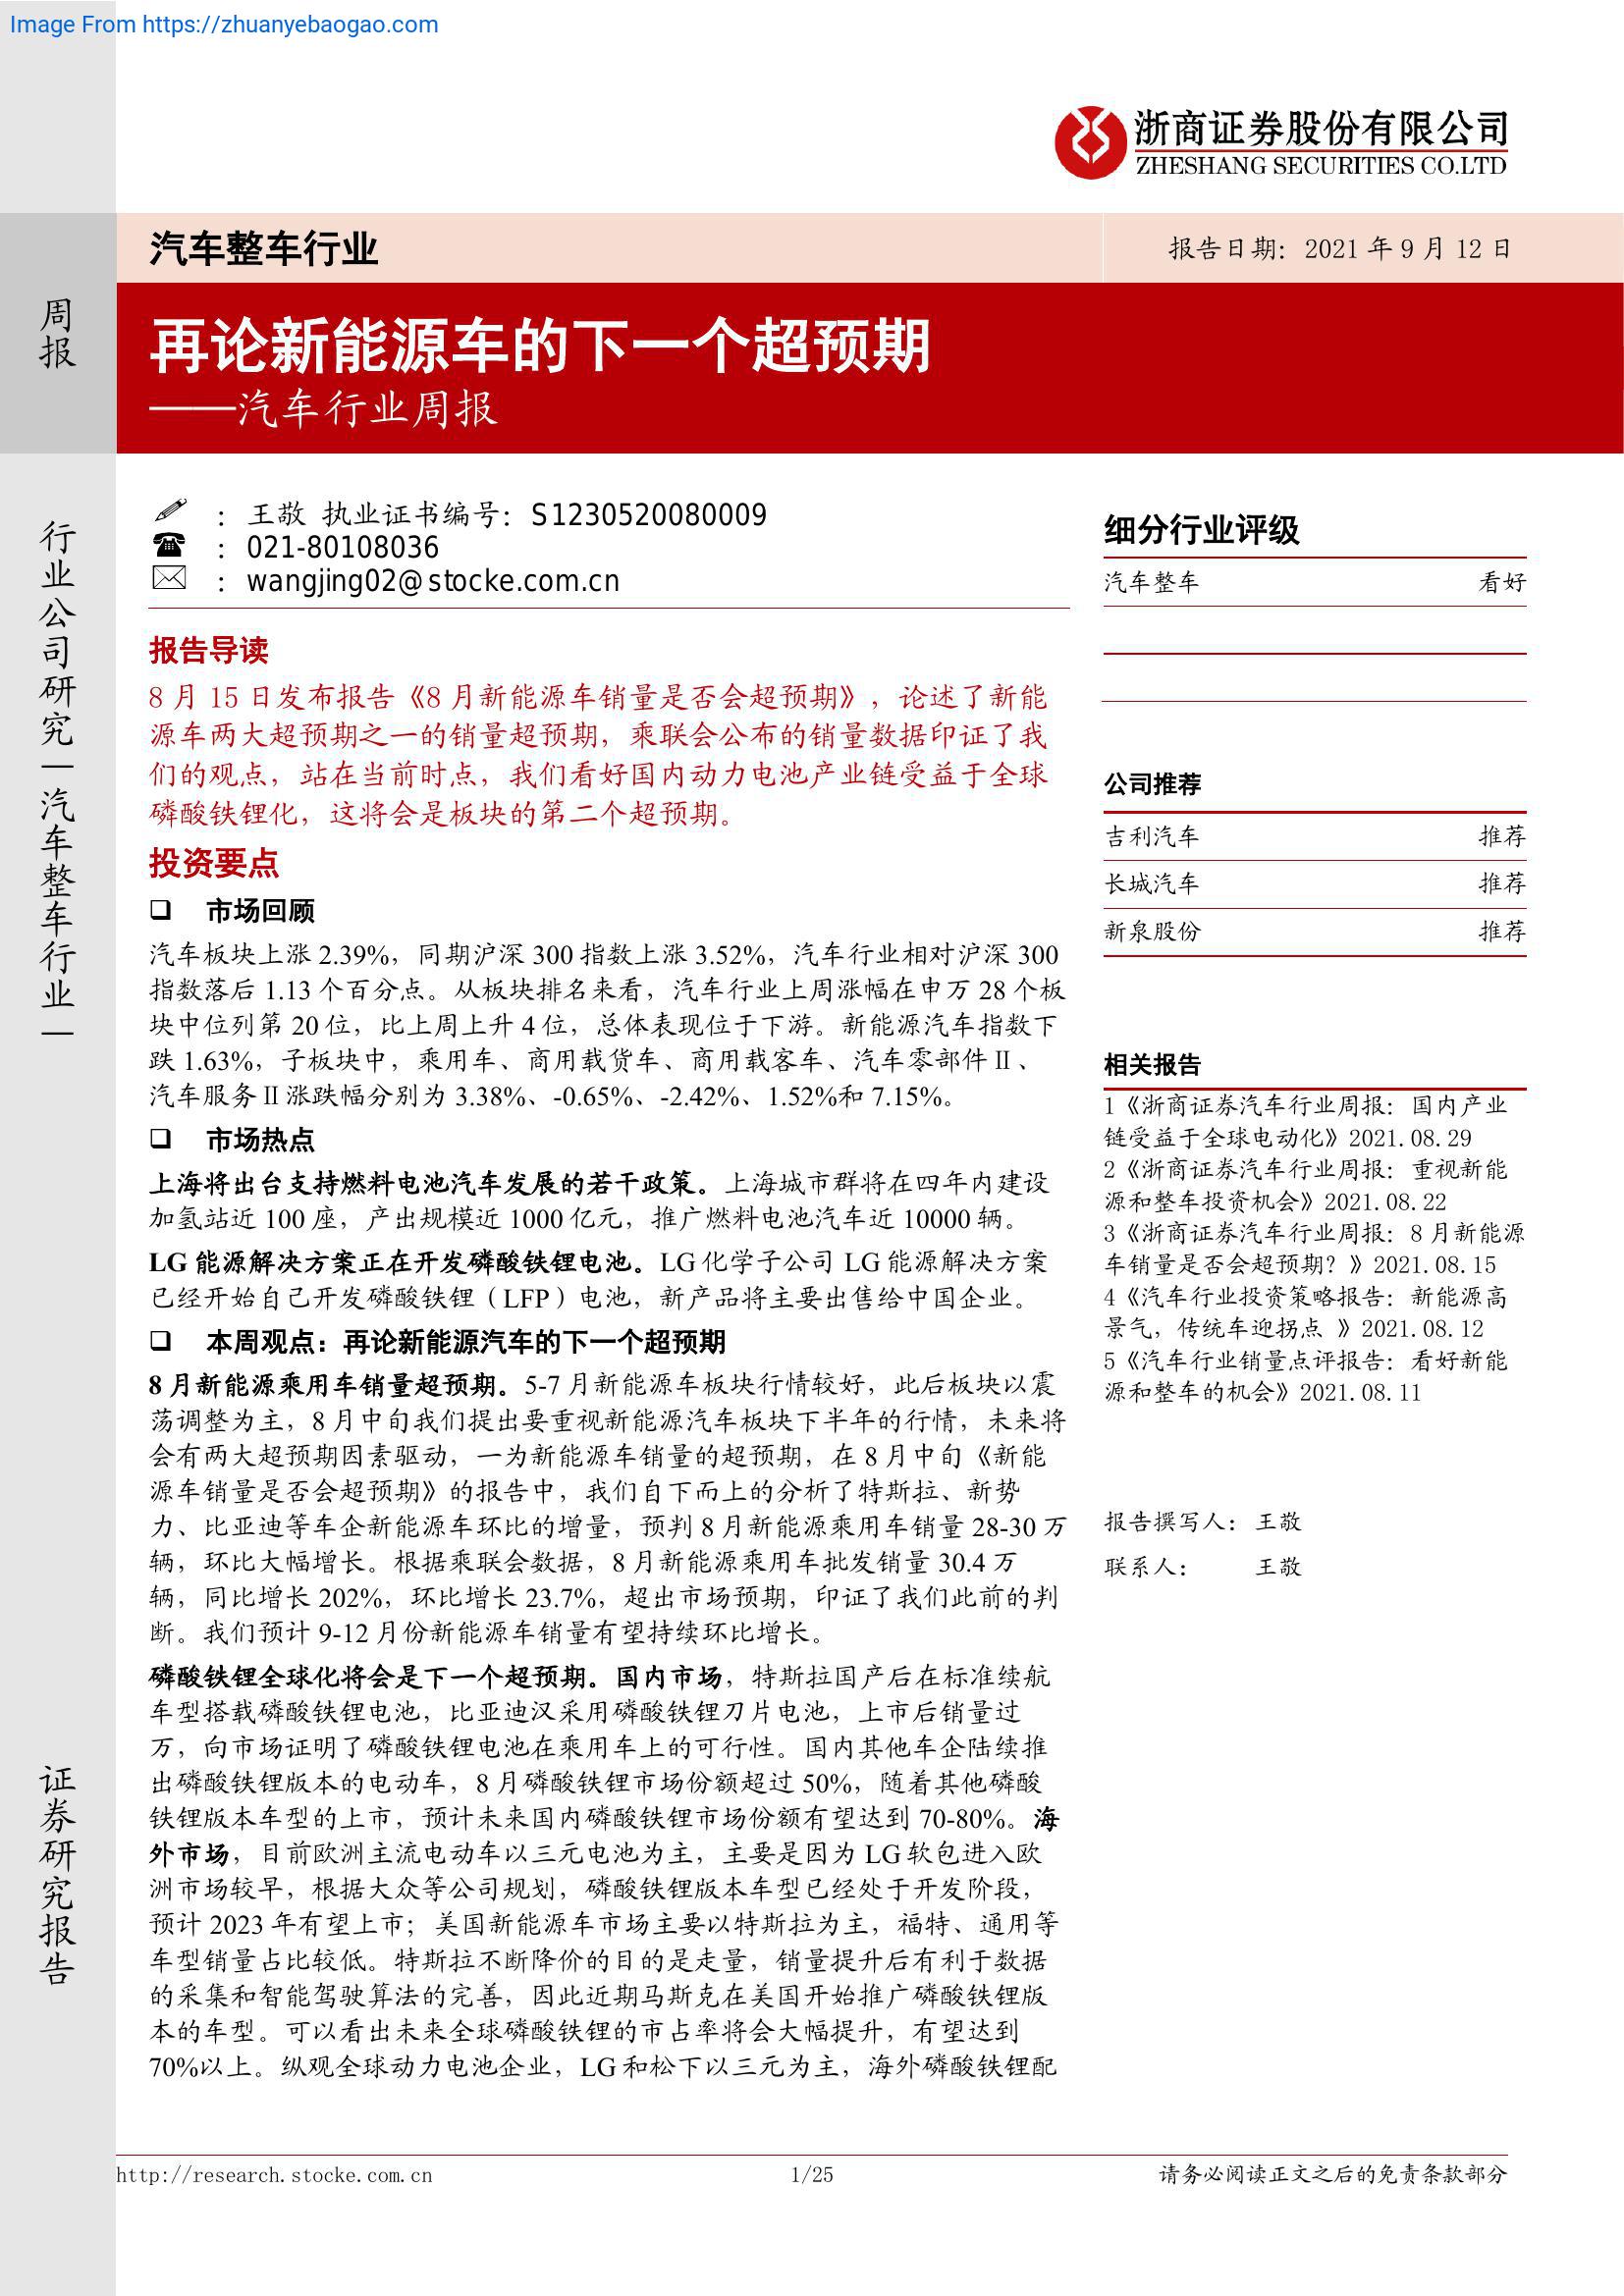 Image From https://zhuanyebaogao.com
浙商证券股份有限公司
ZHESHANG SECURITIES CO.LTD
汽车整车行业
报告日期：2021 年 9 月 12 日
周报
再论新能源车的下一个超预期
——汽车行业周报
行业公司研究｜汽车整车行业｜
证券研究报告
：王敬 执业证书编号：S1230520080009
：021-80108036
：wangjing02@stocke.com.cn
报告导读
8 月 15 日发布报告《8 月新能源车销量是否会超预期》，论述了新能
源车两大超预期之一的销量超预期，乘联会公布的销量数据印证了我
们的观点，站在当前时点，我们看好国内动力电池产业链受益于全球
磷酸铁锂化，这将会是板块的第二个超预期。
投资要点
❑ 市场回顾
汽车板块上涨 2.39%，同期沪深 300 指数上涨 3.52%，汽车行业相对沪深 300
指数落后 1.13 个百分点。从板块排名来看，汽车行业上周涨幅在申万 28 个板
块中位列第 20 位，比上周上升 4 位，总体表现位于下游。新能源汽车指数下
跌 1.63%，子板块中，乘用车、商用载货车、商用载客车、汽车零部件Ⅱ、
汽车服务Ⅱ涨跌幅分别为 3.38%、-0.65%、-2.42%、1.52%和 7.15%。
❑ 市场热点
上海将出台支持燃料电池汽车发展的若干政策。上海城市群将在四年内建设
加氢站近 100 座，产出规模近 1000 亿元，推广燃料电池汽车近 10000 辆。
LG 能源解决方案正在开发磷酸铁锂电池。LG 化学子公司 LG 能源解决方案
已经开始自己开发磷酸铁锂（LFP）电池，新产品将主要出售给中国企业。
❑ 本周观点：再论新能源汽车的下一个超预期
8 月新能源乘用车销量超预期。5-7 月新能源车板块行情较好，此后板块以震
荡调整为主，8 月中旬我们提出要重视新能源汽车板块下半年的行情，未来将
会有两大超预期因素驱动，一为新能源车销量的超预期，在 8 月中旬《新能
源车销量是否会超预期》的报告中，我们自下而上的分析了特斯拉、新势
力、比亚迪等车企新能源车环比的增量，预判 8 月新能源乘用车销量 28-30 万
辆，环比大幅增长。根据乘联会数据，8 月新能源乘用车批发销量 30.4 万
辆，同比增长 202%，环比增长 23.7%，超出市场预期，印证了我们此前的判
断。我们预计 9-12 月份新能源车销量有望持续环比增长。
磷酸铁锂全球化将会是下一个超预期。国内市场，特斯拉国产后在标准续航
车型搭载磷酸铁锂电池，比亚迪汉采用磷酸铁锂刀片电池，上市后销量过
万，向市场证明了磷酸铁锂电池在乘用车上的可行性。国内其他车企陆续推
出磷酸铁锂版本的电动车，8 月磷酸铁锂市场份额超过 50%，随着其他磷酸
铁锂版本车型的上市，预计未来国内磷酸铁锂市场份额有望达到 70-80%。海
外市场，目前欧洲主流电动车以三元电池为主，主要是因为 LG 软包进入欧
洲市场较早，根据大众等公司规划，磷酸铁锂版本车型已经处于开发阶段，
预计 2023 年有望上市；美国新能源车市场主要以特斯拉为主，福特、通用等
车型销量占比较低。特斯拉不断降价的目的是走量，销量提升后有利于数据
的采集和智能驾驶算法的完善，因此近期马斯克在美国开始推广磷酸铁锂版
本的车型。可以看出未来全球磷酸铁锂的市占率将会大幅提升，有望达到
70%以上。纵观全球动力电池企业，LG 和松下以三元为主，海外磷酸铁锂配
细分行业评级
汽车整车 看好
公司推荐
吉利汽车 推荐
长城汽车 推荐
新泉股份 推荐
相关报告
1《浙商证券汽车行业周报：国内产业
链受益于全球电动化》2021.08.29
2《浙商证券汽车行业周报：重视新能
源和整车投资机会》2021.08.22
3《浙商证券汽车行业周报：8 月新能源
车销量是否会超预期？》2021.08.15
4《汽车行业投资策略报告：新能源高
景气，传统车迎拐点 》2021.08.12
5《汽车行业销量点评报告：看好新能
源和整车的机会》2021.08.11
报告撰写人：王敬
联系人： 王敬
http://research.stocke.com.cn
1/25
请务必阅读正文之后的免责条款部分